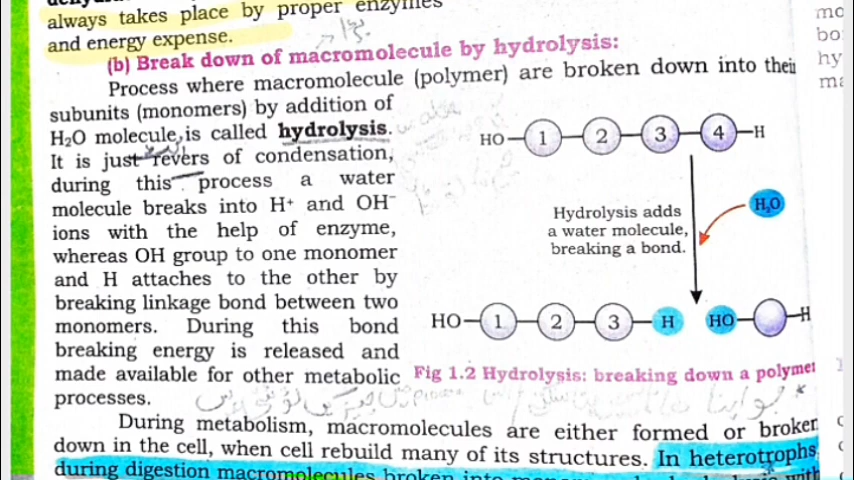 always takes place by proper enzymes
and energy expense.
(b) Break down of macromolecule by hydrolysis:
Process where macromolecule (polymer) are broken down into their
subunits (monomers) by addition of
H₂O molecule, is called hydrolysis.
It is just revers of condensation,
during this process a water
molecule breaks into H⁺ and OH⁻
ions with the help of enzyme,
whereas OH group to one monomer
and H attaches to the other by
breaking linkage bond between two
monomers. During this bond
breaking energy is released and
made available for other metabolic
processes.
HO 1 2 3 4 H
H₂O
Hydrolysis adds
a water molecule,
breaking a bond.
HO 1 2 3 H HO H
Fig 1.2 Hydrolysis: breaking down a polymer
During metabolism, macromolecules are either formed or broken
down in the cell, when cell rebuild many of its structures. In heterotrophs
during digestion macromolecules broken into
with